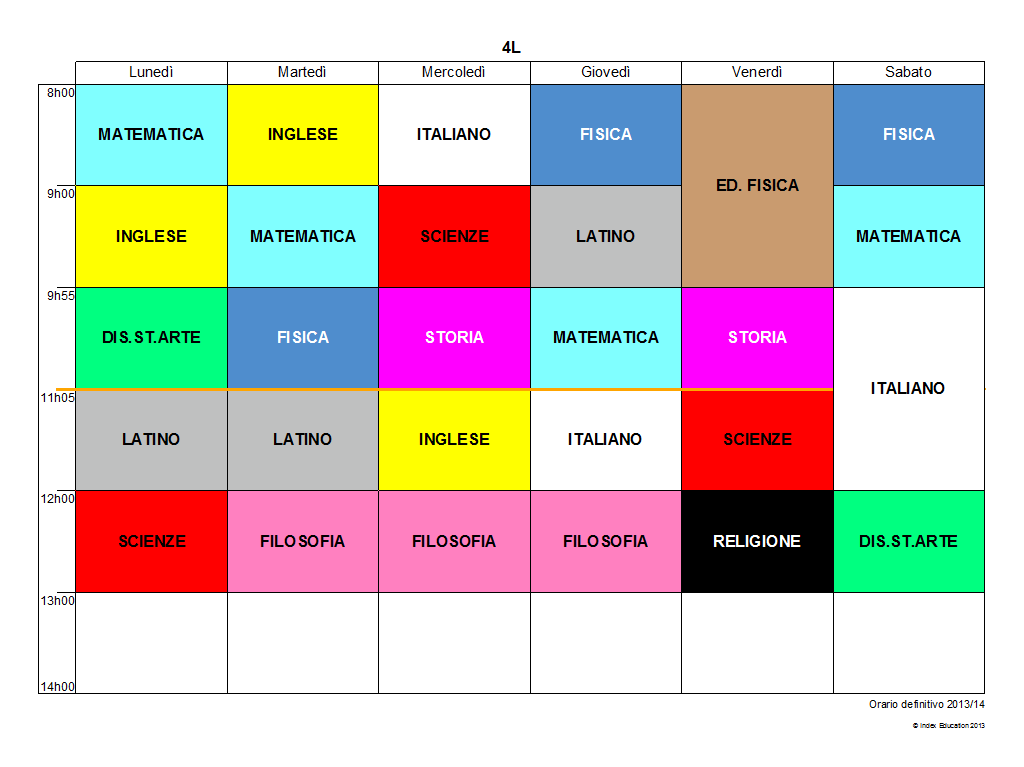 4L
Lunedì Martedì Mercoledì Giovedì Venerdì Sabato
8h00
MATEMATICA INGLESE ITALIANO FISICA ED. FISICA FISICA
9h00
INGLESE MATEMATICA SCIENZE LATINO MATEMATICA
9h55
DIS.ST.ARTE FISICA STORIA MATEMATICA STORIA ITALIANO
11h05
LATINO LATINO INGLESE ITALIANO SCIENZE
12h00
SCIENZE FILOSOFIA FILOSOFIA FILOSOFIA RELIGIONE DIS.ST.ARTE
13h00
14h00
Orario definitivo 2013/14
© Index Education 2013